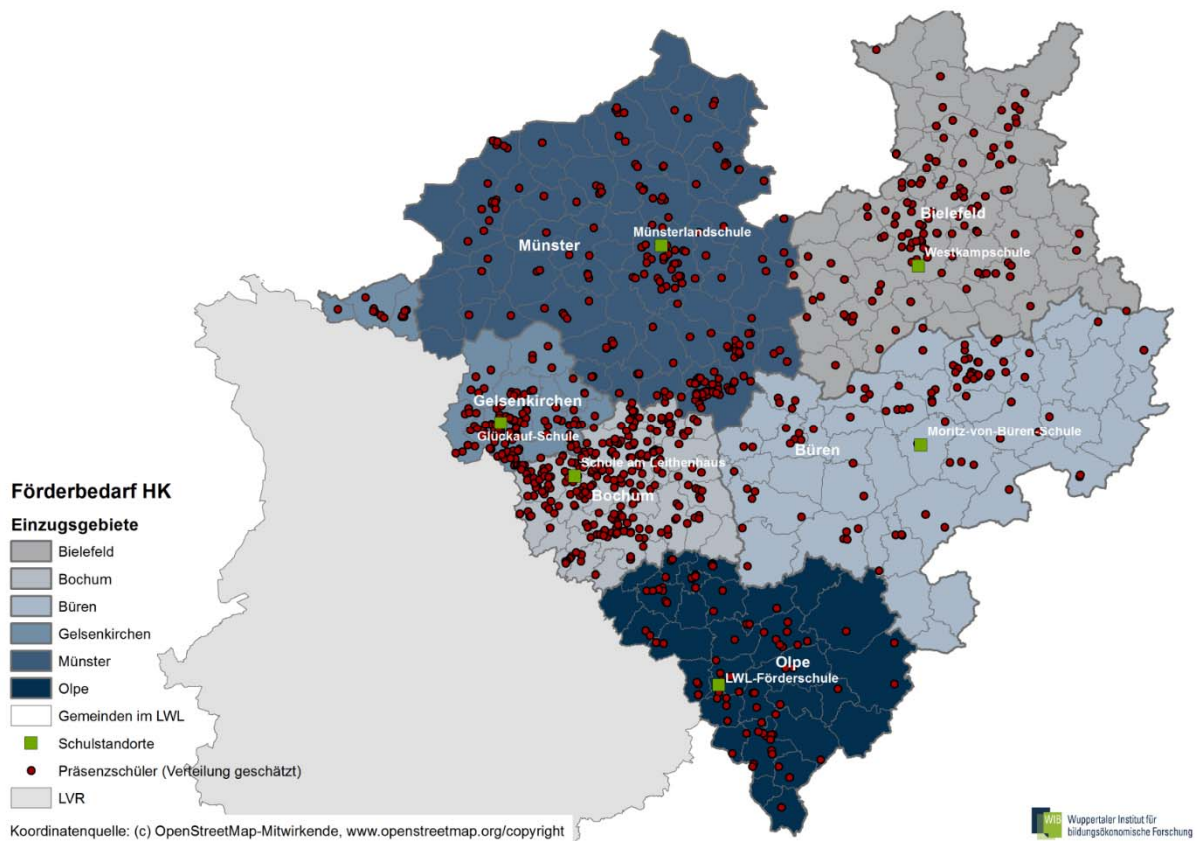 Münster
Münsterlandschule
Bielefeld
Westkampschule
Gelsenkirchen
Glückauf-Schule
Schule am Leithenhaus
Bochum
Moritz-von-Büren-Schule
Büren
Olpe
LWL-Förderschule
Förderbedarf HK
Einzugsgebiete
Bielefeld
Bochum
Büren
Gelsenkirchen
Münster
Olpe
Gemeinden im LWL
Schulstandorte
Präsenzschüler (Verteilung geschätzt)
LVR
Koordinatenquelle: (c) OpenStreetMap-Mitwirkende, www.openstreetmap.org/copyright
WIB
Wuppertaler Institut für
bildungsökonomische Forschung